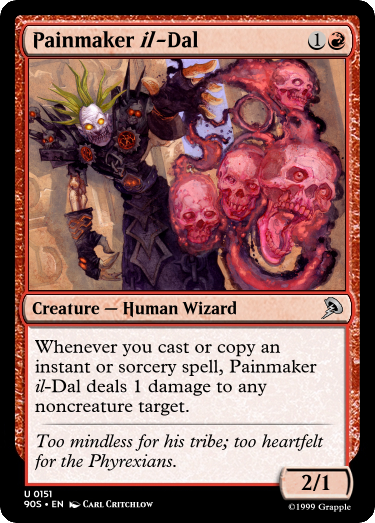 Painmaker il-Dal 1
Creature — Human Wizard
Whenever you cast or copy an
instant or sorcery spell, Painmaker
il-Dal deals 1 damage to any
noncreature target.
Too mindless for his tribe; too heartfelt
for the Phyrexians.
2/1
U 0151
90S • EN Carl Critchlow
©1999 Grapple